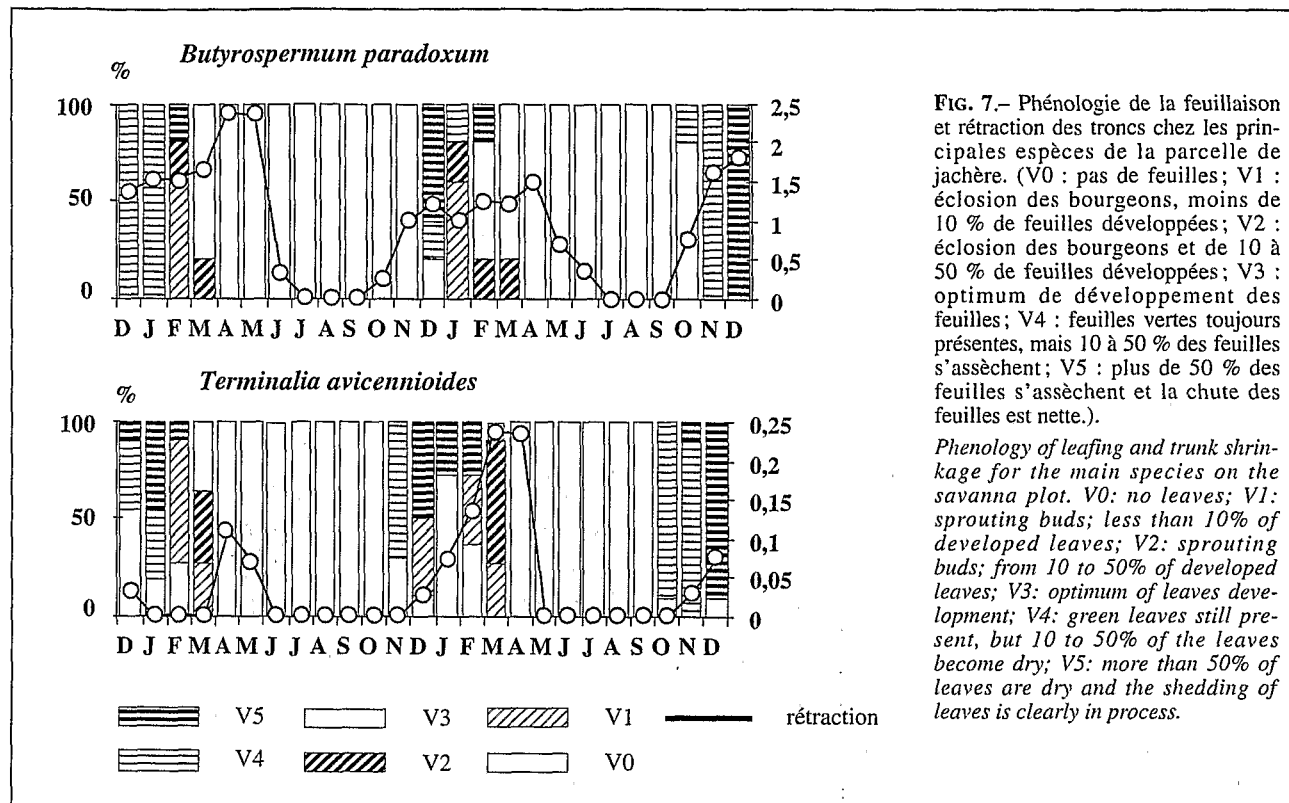 Butyrospermum paradoxum
%
100
50
0
2,5
2
1,5
1
0,5
0
D J F M A M J J A S O N D J F M A M J J A S O N D
Terminalia avicennioides
%
100
50
0
0,25
0,2
0,15
0,1
0,05
0
D J F M A M J J A S O N D J F M A M J J A S O N D
V5 V3 V1 rétraction
V4 V2 V0
FIG. 7.– Phénologie de la feuillaison
et rétraction des troncs chez les prin-
cipales espèces de la parcelle de
jachère. (V0 : pas de feuilles ; V1 :
éclosion des bourgeons, moins de
10 % de feuilles développées ; V2 :
éclosion des bourgeons et de 10 à
50 % de feuilles développées ; V3 :
optimum de développement des
feuilles ; V4 : feuilles vertes toujours
présentes, mais 10 à 50 % des feuilles
s'assèchent ; V5 : plus de 50 % des
feuilles s'assèchent et la chute des
feuilles est nette.).
Phenology of leafing and trunk shrin-
kage for the main species on the
savanna plot. V0: no leaves; V1:
sprouting buds; less than 10% of
developed leaves; V2: sprouting
buds; from 10 to 50% of developed
leaves; V3: optimum of leaves deve-
lopment; V4: green leaves still pre-
sent, but 10 to 50% of the leaves
become dry; V5: more than 50% of
leaves are dry and the shedding of
leaves is clearly in process.